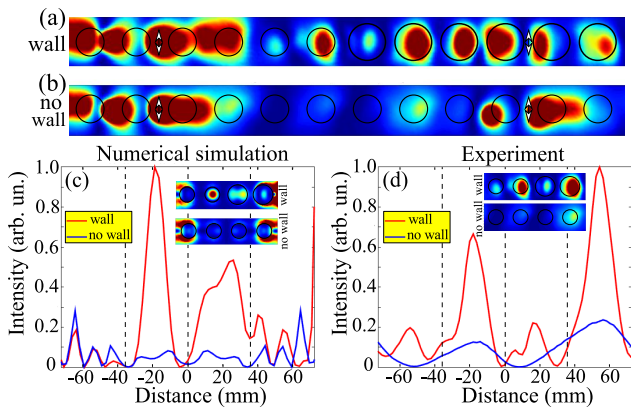 (a)
wall
(b)
no
wall
Numerical simulation
Experiment
(c)
wall
no wall
wall
no wall
Intensity (arb. un.)
1.0
0.8
0.6
0.4
0.2
0
-60 -40 -20 0 20 40 60
Distance (mm)
(d)
wall
no wall
wall
no wall
Intensity (arb. un.)
1.0
0.8
0.6
0.4
0.2
0
-60 -40 -20 0 20 40 60
Distance (mm)